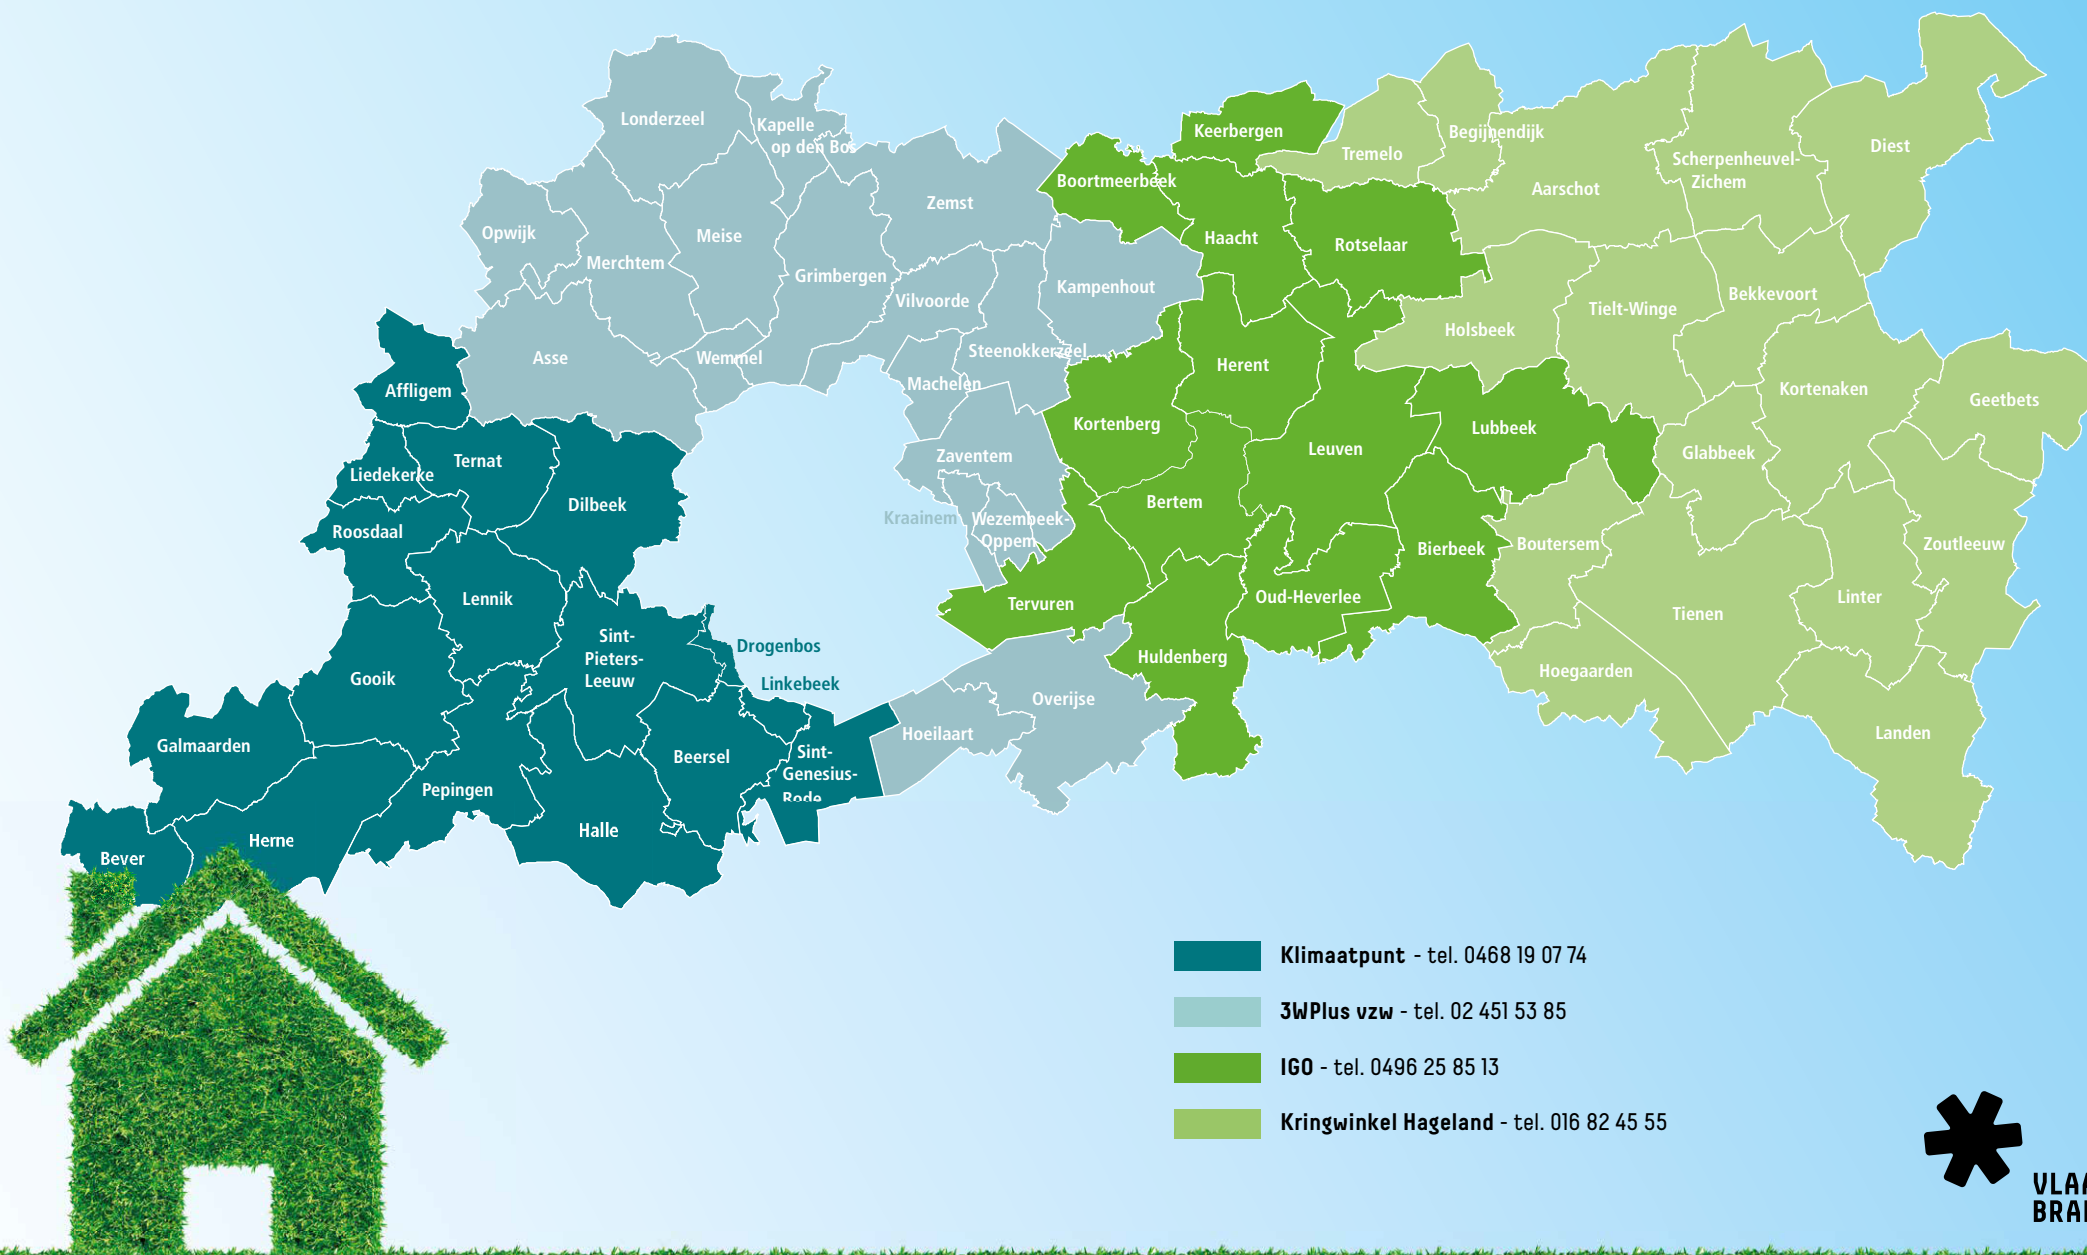 Londerzeel
Kapelle
op den Bos
Keerbergen
Begijnendijk
Tremelo
Diest
Scherpenheuvel-
Zichem
Boortmeerbeek
Aarschot
Zemst
Opwijk
Meise
Haacht
Rotselaar
Merchtem
Grimbergen
Kampenhout
Vilvoorde
Bekkevoort
Tielt-Winge
Holsbeek
Steenokkerzeel
Asse
Wemmel
Herent
Machelen
Affligem
Kortenaken
Geetbets
Kortenberg
Lubbeek
Leuven
Glabbeek
Zaventem
Ternat
Liedekerke
Dilbeek
Bertem
Kraainem
Wezembeek-
Oppem
Roosdaal
Boutersem
Bierbeek
Zoutleeuw
Lennik
Tervuren
Oud-Heverlee
Linter
Tienen
Sint-
Pieters-
Leeuw
Drogenbos
Huldenberg
Hoegaarden
Gooik
Linkebeek
Overijse
Hoeilaart
Landen
Galmaarden
Beersel
Sint-
Genesius-
Rode
Pepingen
Halle
Herne
Bever
Klimaatpunt - tel. 0468 19 07 74
3WPlus vzw - tel. 02 451 53 85
IGO - tel. 0496 25 85 13
Kringwinkel Hageland - tel. 016 82 45 55